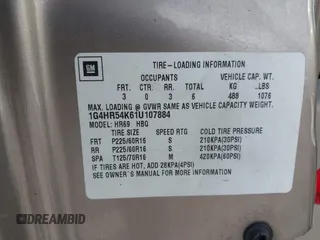 GM
TIRE-LOADING INFORMATION
OCCUPANTS VEHICLE CAP. WT.
FRT. CTR. RR. TOTAL KG. LBS
3 0 3 6 488 1076
MAX. LOADING @ GVWR SAME AS VEHICLE CAPACITY WEIGHT
1G4HR54K61U107884
MODEL: HR69 HBG
TIRE SIZE SPEED RTG COLD TIRE PRESSURE
FRT P225/60R16 S 210KPA(30PSI)
RR P225/60R16 S 210KPA(30PSI)
SPA T125/70R16 M 420KPA(60PSI)
IF TIRES ARE HOT, ADD 28KPA(4PSI)
SEE OWNER'S MANUAL FOR MORE INFORMATION
DEADBIDMINT